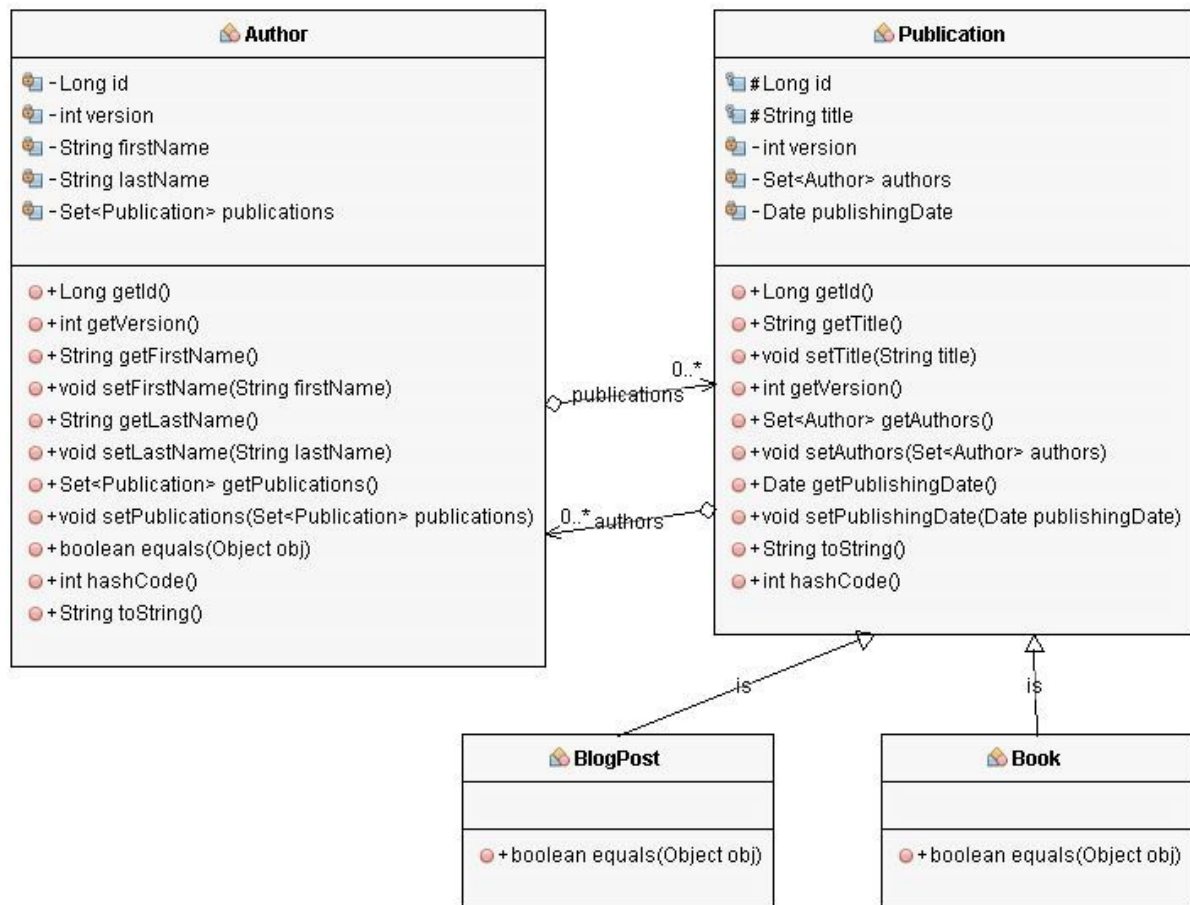 Author
-Long id
-int version
-String firstName
-String lastName
-Set<Publication> publications
+Long getId()
+int getVersion()
+String getFirstName()
+void setFirstName(String firstName)
+String getLastName()
+void setLastName(String lastName)
+Set<Publication> getPublications()
+void setPublications(Set<Publication> publications)
+boolean equals(Object obj)
+int hashCode()
+String toString()
0..*
publications
0..* authors
Publication
#Long id
#String title
-int version
-Set<Author> authors
-Date publishingDate
+Long getId()
+String getTitle()
+void setTitle(String title)
+int getVersion()
+Set<Author> getAuthors()
+void setAuthors(Set<Author> authors)
+Date getPublishingDate()
+void setPublishingDate(Date publishingDate)
+String toString()
+int hashCode()
is
is
BlogPost
+boolean equals(Object obj)
Book
+boolean equals(Object obj)